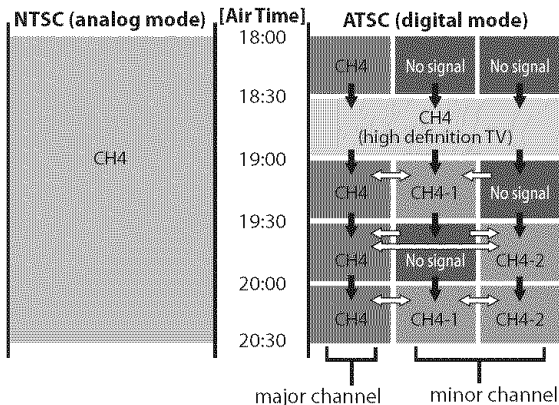 NTSC (analog mode) [Air Time] ATSC (digital mode)
18:00
CH4 No signal No signal
18:30
CH4
(high definition TV)
CH4
19:00
CH4 CH4-1 No signal
19:30
CH4 No signal CH4-2
20:00
CH4 CH4-1 CH4-2
20:30
major channel minor channel